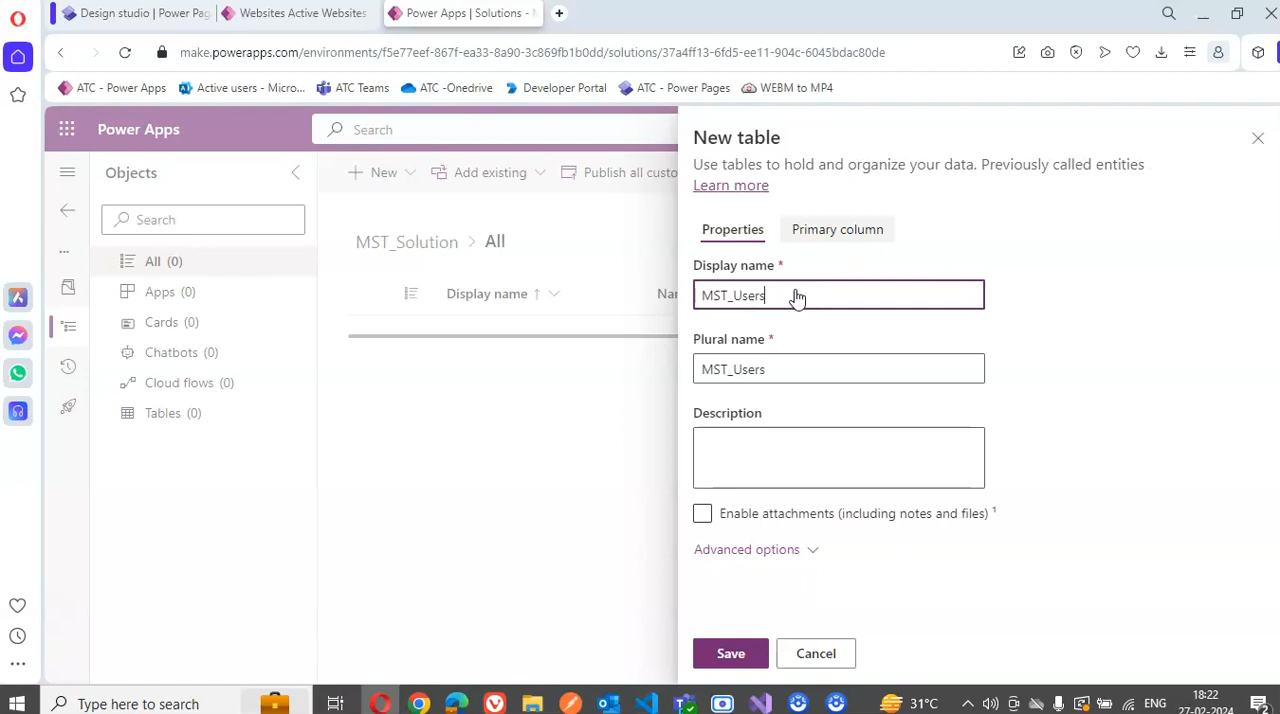 Design studio | Power Pag
Websites Active Websites
Power Apps | Solutions -
make.powerapps.com/environments/f5e77eef-867f-ea33-8a90-3c869fb1b0dd/solutions/37a4ff13-6fd5-ee11-904c-6045bdac80de
ATC - Power Apps
Active users - Micro...
ATC Teams
ATC -Onedrive
Developer Portal
ATC - Power Pages
WEBM to MP4
Power Apps
Search
New table
Use tables to hold and organize your data. Previously called entities
Learn more
Objects
New
Add existing
Publish all custo
Search
Properties
Primary column
MST_Solution > All
Display name *
All (0)
Display name ↑
Nar
MST_Users
Apps (0)
Cards (0)
Plural name *
Chatbots (0)
MST_Users
Cloud flows (0)
Tables (0)
Description
Enable attachments (including notes and files) ¹
Advanced options
Save
Cancel
Type here to search
31°C
ENG
18:22
27-02-2024